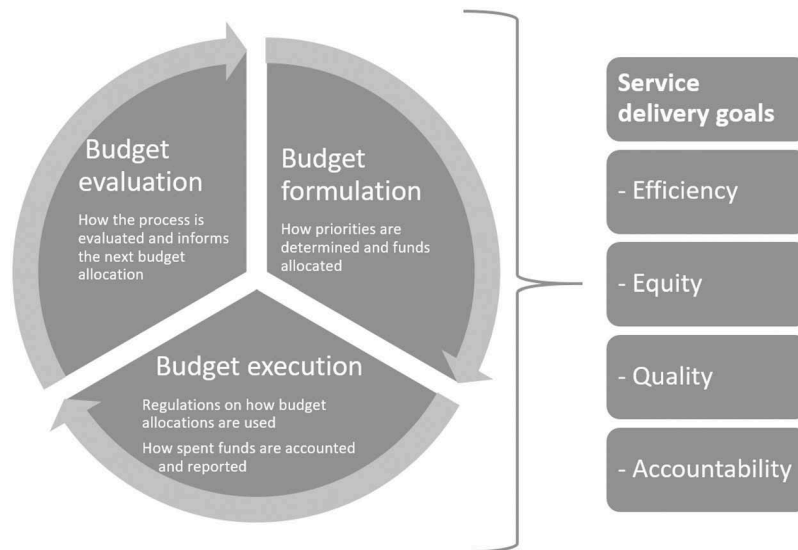 Budget
evaluation
How the process is
evaluated and informs
the next budget
allocation
Budget
formulation
How priorities are
determined and funds
allocated
Budget execution
Regulations on how budget
allocations are used
How spent funds are accounted
and reported
Service
delivery goals
- Efficiency
- Equity
- Quality
- Accountability